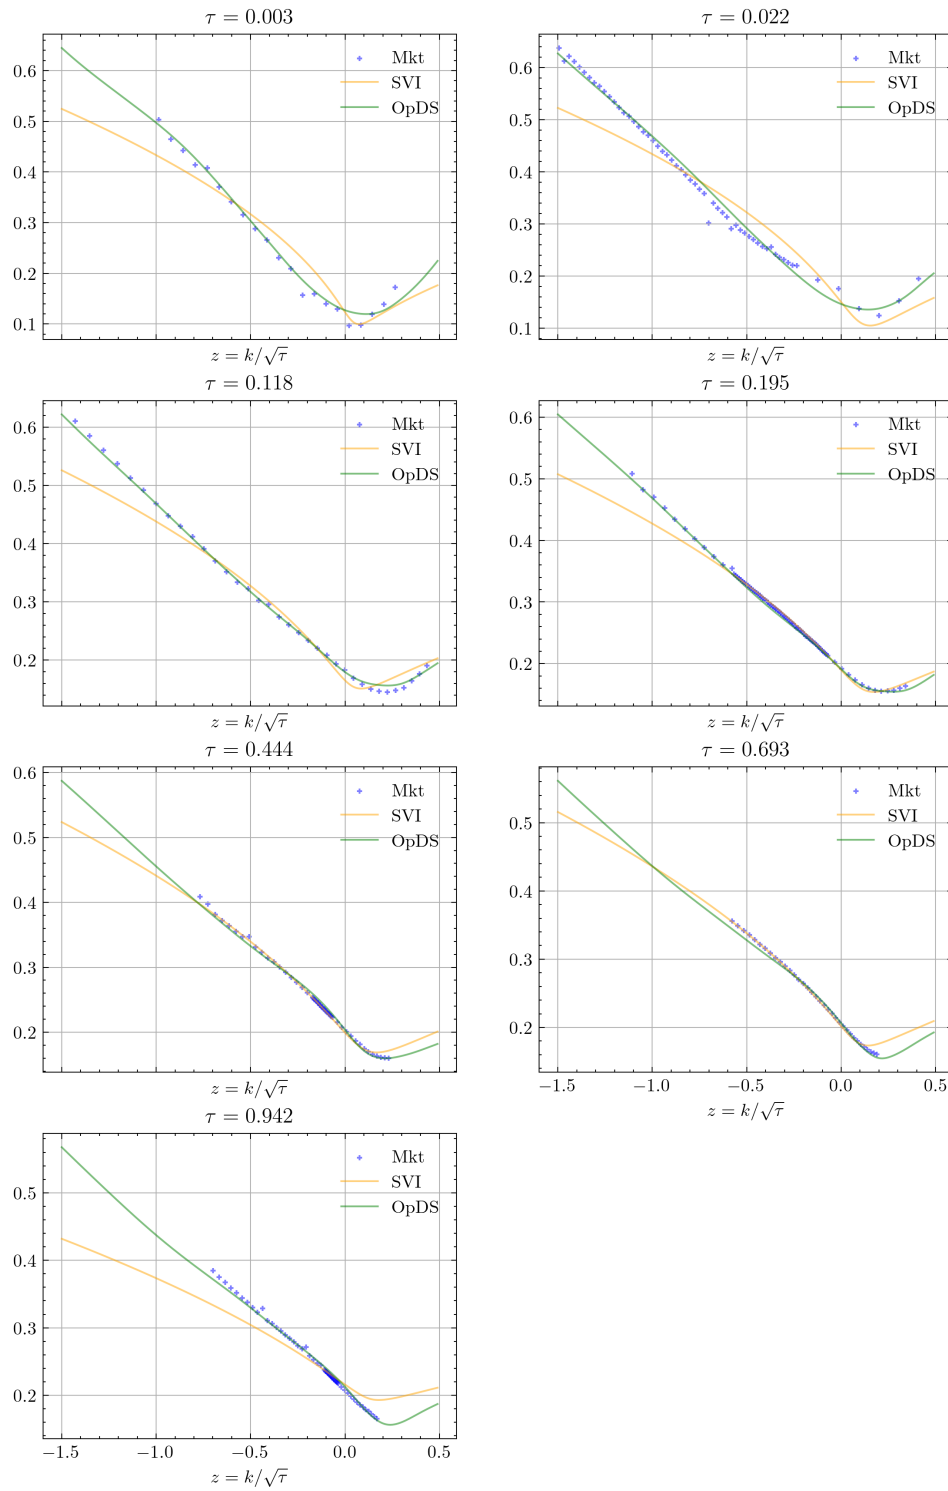 τ = 0.003
0.6
0.5
0.4
0.3
0.2
0.1
Mkt
SVI
OpDS
z = k/√τ
τ = 0.022
0.6
0.5
0.4
0.3
0.2
0.1
Mkt
SVI
OpDS
z = k/√τ
τ = 0.118
0.6
0.5
0.4
0.3
0.2
Mkt
SVI
OpDS
z = k/√τ
τ = 0.195
0.6
0.5
0.4
0.3
0.2
Mkt
SVI
OpDS
z = k/√τ
τ = 0.444
0.6
0.5
0.4
0.3
0.2
Mkt
SVI
OpDS
z = k/√τ
τ = 0.693
0.5
0.4
0.3
0.2
Mkt
SVI
OpDS
−1.5 −1.0 −0.5 0.0 0.5
z = k/√τ
τ = 0.942
0.5
0.4
0.3
0.2
Mkt
SVI
OpDS
−1.5 −1.0 −0.5 0.0 0.5
z = k/√τ